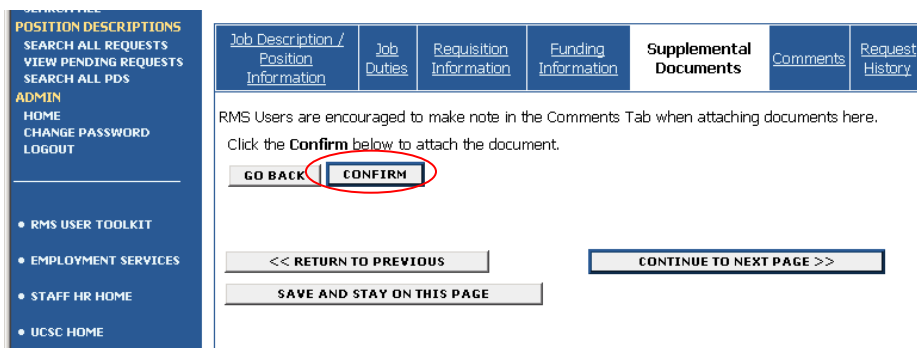 POSITION DESCRIPTIONS
SEARCH ALL REQUESTS
VIEW PENDING REQUESTS
SEARCH ALL PDS
ADMIN
HOME
CHANGE PASSWORD
LOGOUT
• RMS USER TOOLKIT
• EMPLOYMENT SERVICES
• STAFF HR HOME
• UCSC HOME
Job Description /
Position
Information
Job
Duties
Requisition
Information
Funding
Information
Supplemental
Documents
Comments
Request
History
RMS Users are encouraged to make note in the Comments Tab when attaching documents here.
Click the Confirm below to attach the document.
GO BACK
CONFIRM
<< RETURN TO PREVIOUS
CONTINUE TO NEXT PAGE >>
SAVE AND STAY ON THIS PAGE